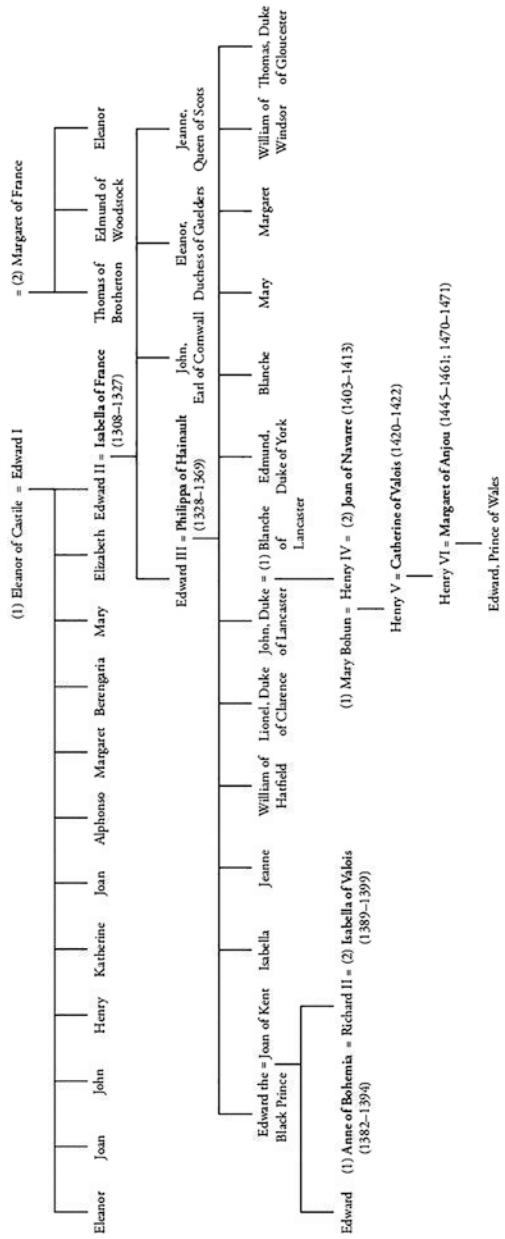 (1) Eleanor of Castile = Edward I = (2) Margaret of France
Eleanor Joan John Henry Katherine Joan Alphonso Margaret Berengaria Mary Elizabeth Edward II = Isabella of France Thomas of Edmund of Eleanor
(1308–1327) Brotherton Woodstock
Edward III = Philippa of Hainault John, Eleanor, Jeanne,
(1328–1369) Earl of Cornwall Duchess of Guelders Queen of Scots
Edward the = Joan of Kent Isabella Jeanne William of Lionel, Duke John, Duke = (1) Blanche Edmund, Blanche Mary Margaret William of Thomas, Duke
Black Prince Hatfield of Clarence of Lancaster of Duke of York Windsor of Gloucester
Lancaster
Edward (1) Anne of Bohemia = Richard II = (2) Isabella of Valois (1) Mary Bohun = Henry IV = (2) Joan of Navarre (1403–1413)
(1382–1394) (1389–1399)
Henry V = Catherine of Valois (1420–1422)
Henry VI = Margaret of Anjou (1445–1461; 1470–1471)
Edward, Prince of Wales